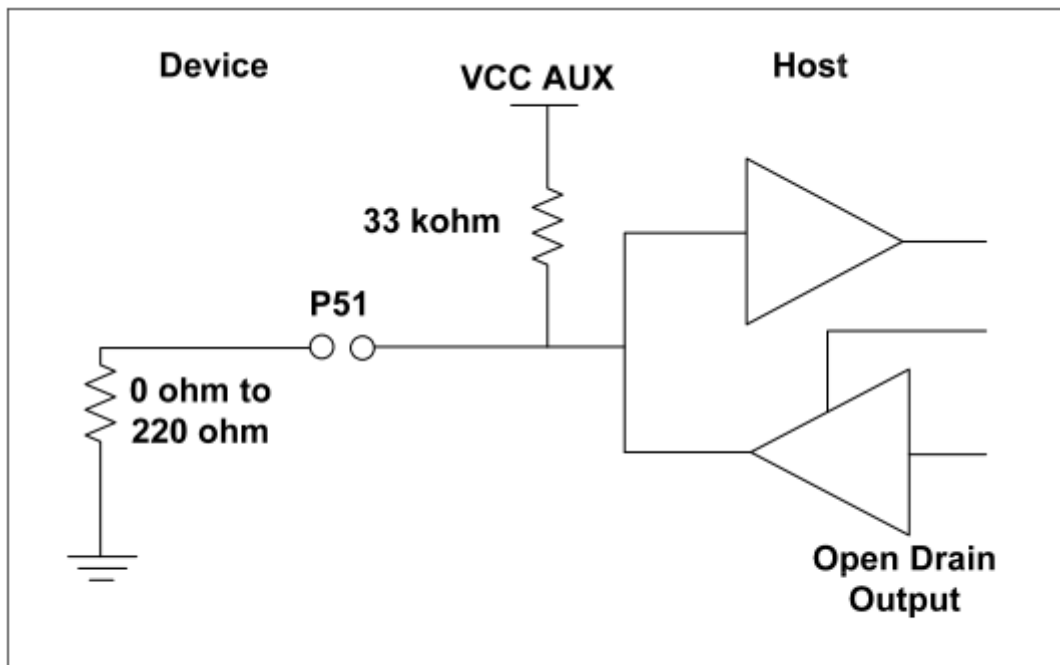 Device
VCC AUX
Host
33 kohm
P51
0 ohm to
220 ohm
Open Drain
Output